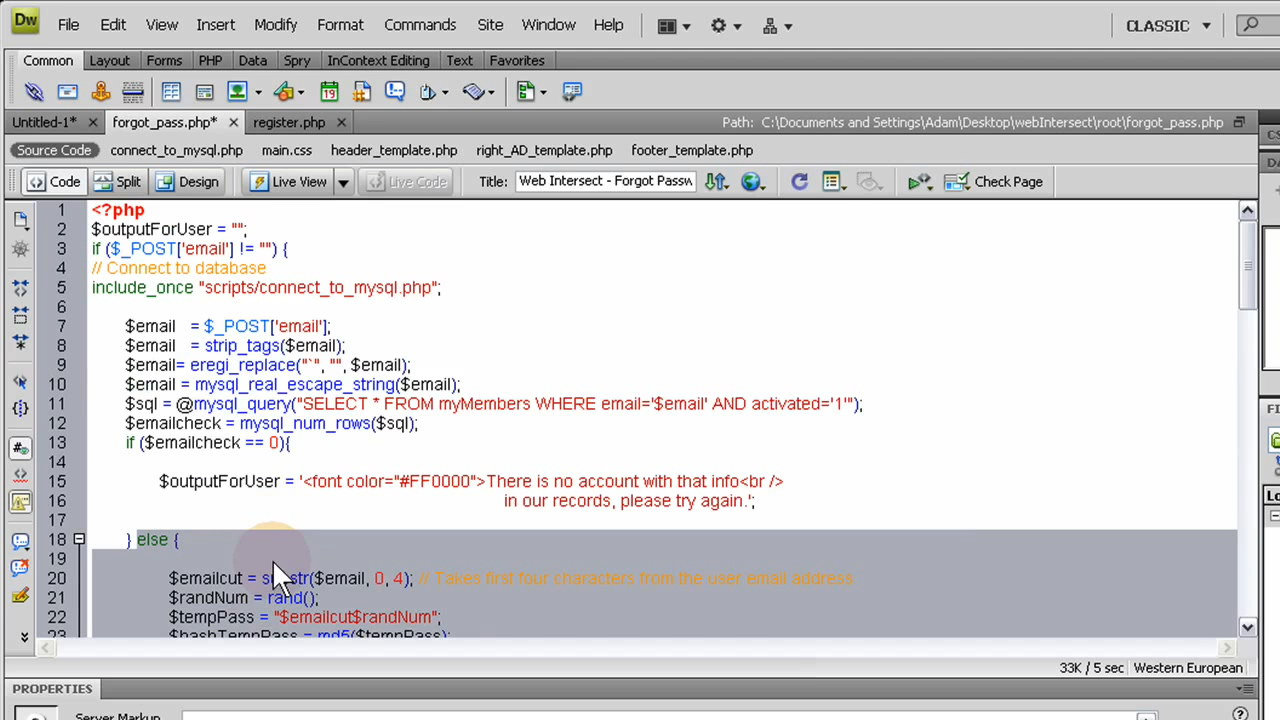 Dw File Edit View Insert Modify Format Commands Site Window Help CLASSIC
Common Layout Forms PHP Data Spry InContext Editing Text Favorites
19
Untitled-1* × forgot_pass.php* × register.php × Path: C:\Documents and Settings\Adam\Desktop\webIntersect\root\forgot_pass.php
Source Code connect_to_mysql.php main.css header_template.php right_AD_template.php footer_template.php
Code Split Design Live View Live Code Title: Web Intersect - Forgot Passw Check Page
1 <?php
2 $outputForUser = "";
3 if ($_POST['email'] != "") {
4 // Connect to database
5 include_once "scripts/connect_to_mysql.php";
6
7 $email = $_POST['email'];
8 $email = strip_tags($email);
9 $email= eregi_replace("`", "", $email);
10 $email = mysql_real_escape_string($email);
11 $sql = @mysql_query("SELECT * FROM myMembers WHERE email='$email' AND activated='1'");
12 $emailcheck = mysql_num_rows($sql);
13 if ($emailcheck == 0){
14
15 $outputForUser = '<font color="#FF0000">There is no account with that info<br />
16 in our records, please try again.';
17
18 } else {
19
20 $emailcut = substr($email, 0, 4); // Takes first four characters from the user email address
21 $randNum = rand();
22 $tempPass = "$emailcut$randNum";
23 $hashTempPass = md5($tempPass);
33K / 5 sec Western European
PROPERTIES
Server Markup